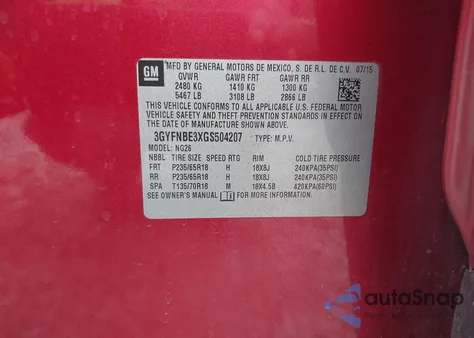 GM
MFD BY GENERAL MOTORS DE MEXICO, S. DE R.L. DE C.V. 07/15
GVWR GAWR FRT GAWR RR
2480 KG 1410 KG 1300 KG
5467 LB 3108 LB 2866 LB
THIS VEHICLE CONFORMS TO ALL APPLICABLE U.S. FEDERAL MOTOR
VEHICLE SAFETY, BUMPER, AND THEFT PREVENTION STANDARDS
IN EFFECT ON THE DATE OF MANUFACTURE SHOWN ABOVE.
3GYFNBE3XGS504207 TYPE: M.P.V.
MODEL: NG26
NBBL TIRE SIZE SPEED RTG RIM COLD TIRE PRESSURE
FRT P235/65R18 H 18X8J 240KPA(35PSI)
RR P235/65R18 H 18X8J 240KPA(35PSI)
SPA T135/70R18 M 18X4.5B 420KPA(60PSI)
SEE OWNER'S MANUAL FOR MORE INFORMATION.
autoSnap